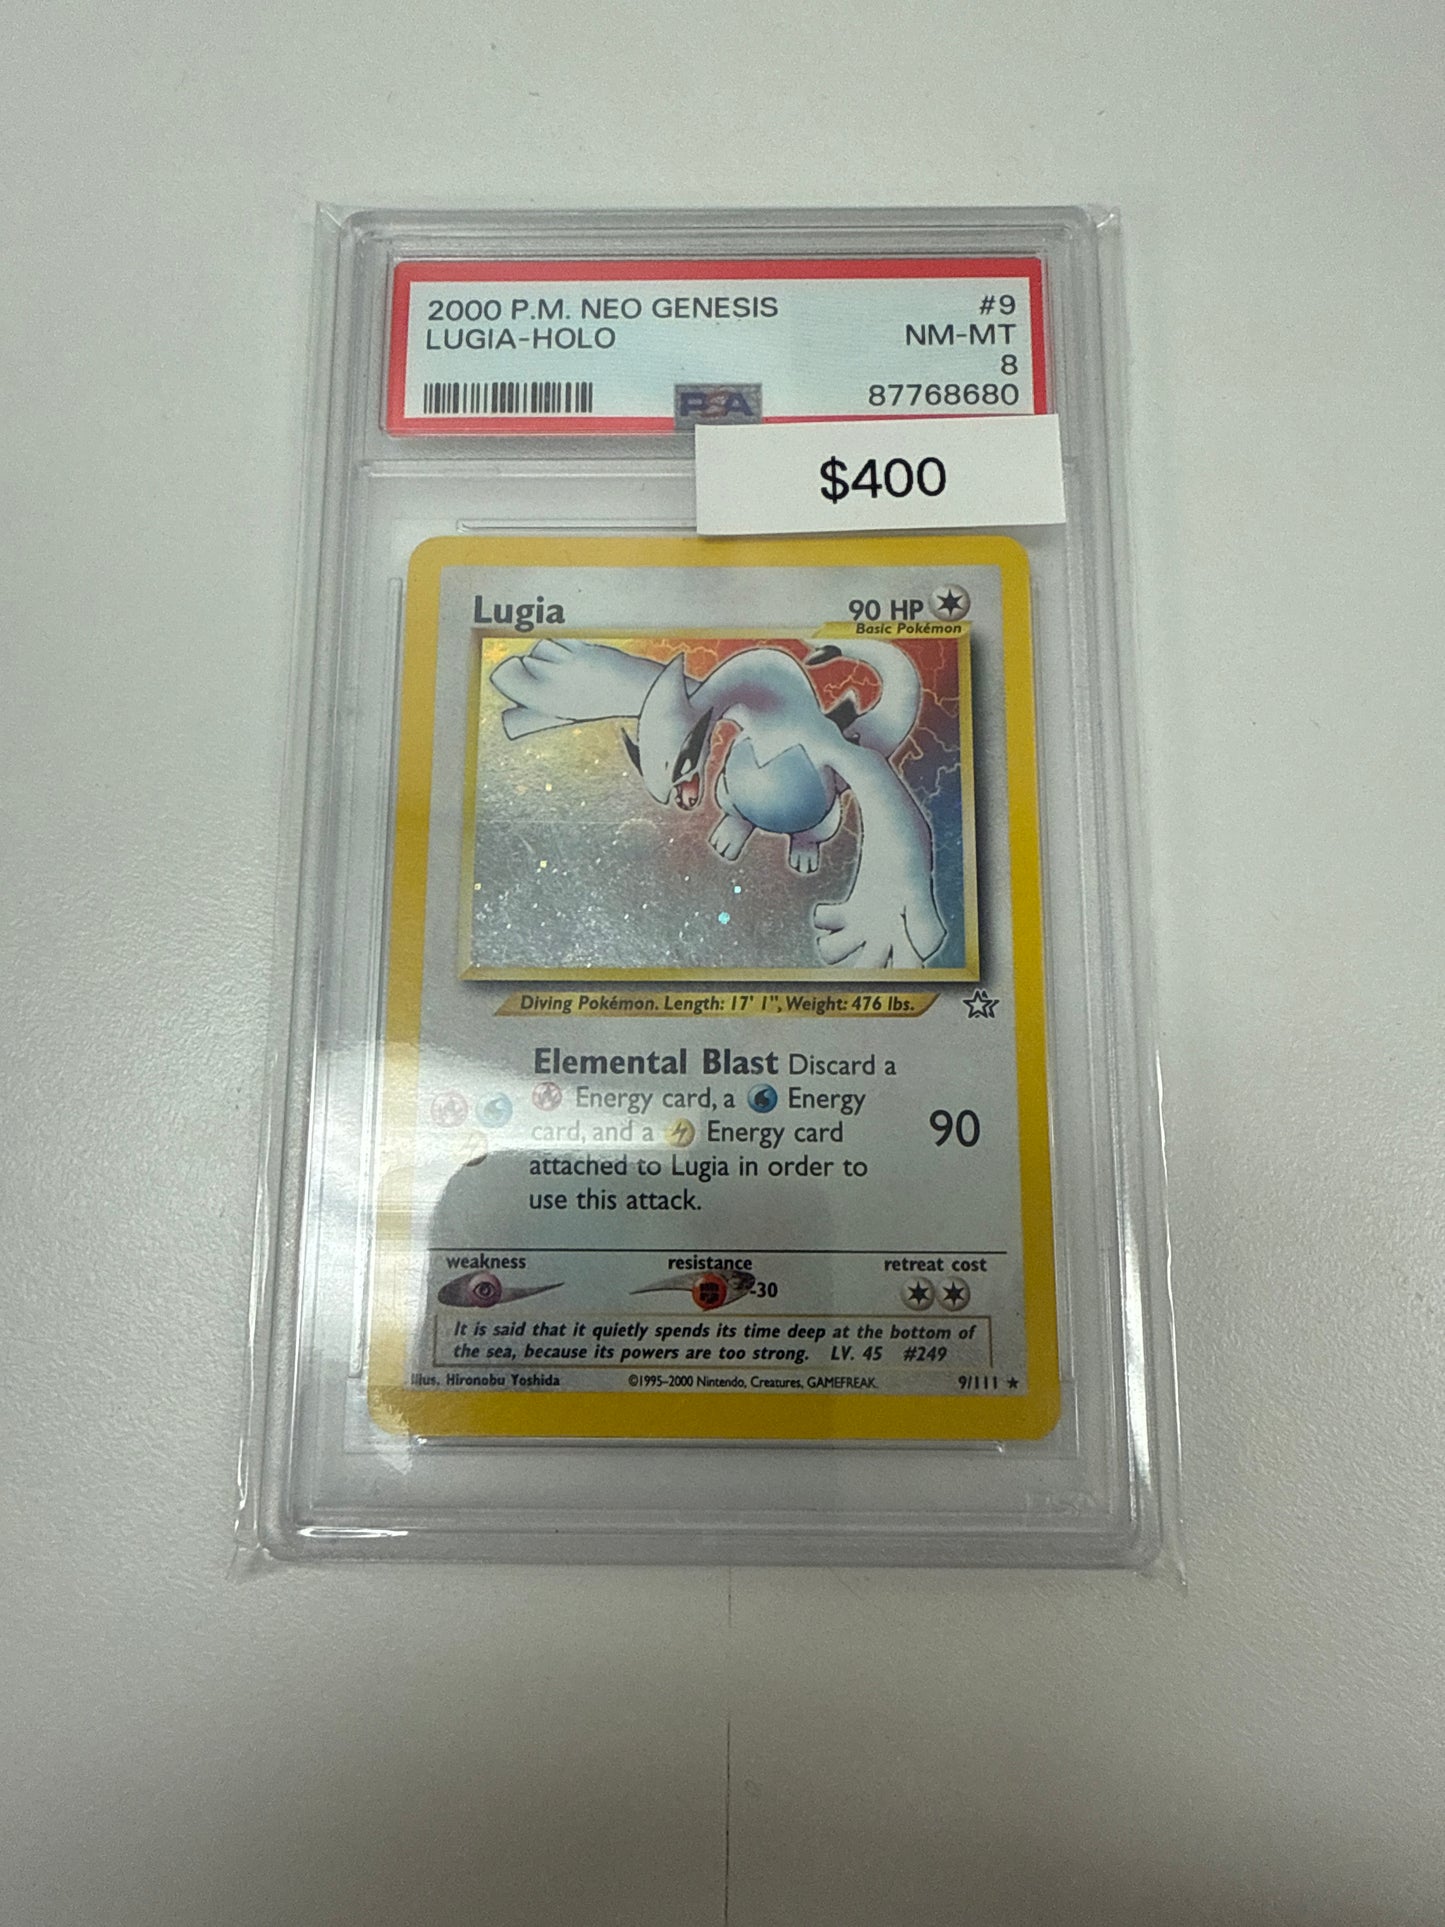 2000 P.M. NEO GENESIS #9
LUGIA-HOLO NM-MT
8
PSA 87768680
$400
Lugia 90 HP
Basic Pokémon
Diving Pokémon. Length: 17' 1", Weight: 476 lbs.
Elemental Blast Discard a
Energy card, a Energy
card, and a Energy card
attached to Lugia in order to
use this attack.
90
weakness resistance retreat cost
-30
It is said that it quietly spends its time deep at the bottom of
the sea, because its powers are too strong. LV. 45 #249
Illus. Hironobu Yoshida ©1995–2000 Nintendo, Creatures, GAMEFREAK. 9/111 ★